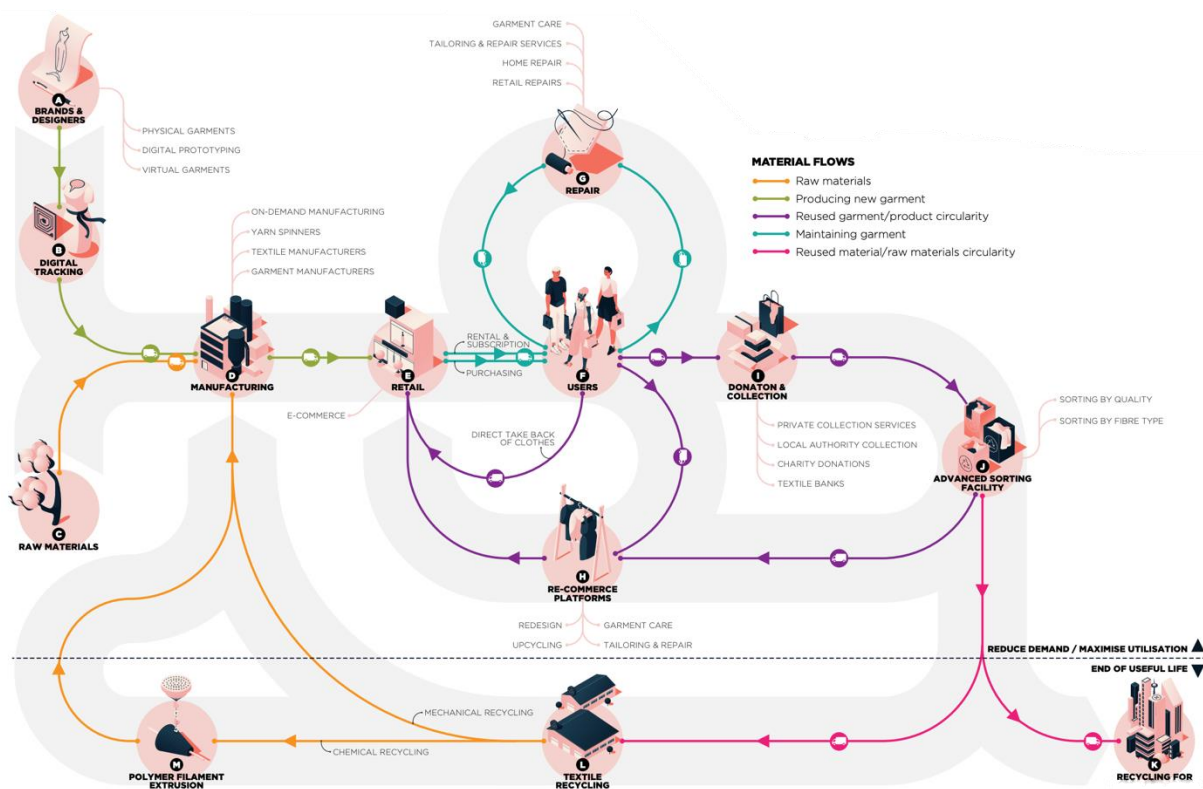 A
BRANDS &
DESIGNERS
PHYSICAL GARMENTS
DIGITAL PROTOTYPING
VIRTUAL GARMENTS
B
DIGITAL
TRACKING
C
RAW MATERIALS
ON-DEMAND MANUFACTURING
YARN SPINNERS
TEXTILE MANUFACTURERS
GARMENT MANUFACTURERS
D
MANUFACTURING
E
RETAIL
E-COMMERCE
RENTAL &
SUBSCRIPTION
PURCHASING
GARMENT CARE
TAILORING & REPAIR SERVICES
HOME REPAIR
RETAIL REPAIRS
G
REPAIR
F
USERS
DIRECT TAKE BACK
OF CLOTHES
MATERIAL FLOWS
Raw materials
Producing new garment
Reused garment/product circularity
Maintaining garment
Reused material/raw materials circularity
I
DONATON &
COLLECTION
PRIVATE COLLECTION SERVICES
LOCAL AUTHORITY COLLECTION
CHARITY DONATIONS
TEXTILE BANKS
SORTING BY QUALITY
SORTING BY FIBRE TYPE
J
ADVANCED SORTING
FACILITY
H
RE-COMMERCE
PLATFORMS
REDESIGN
GARMENT CARE
UPCYCLING
TAILORING & REPAIR
REDUCE DEMAND / MAXIMISE UTILISATION
END OF USEFUL LIFE
MECHANICAL RECYCLING
CHEMICAL RECYCLING
M
POLYMER FILAMENT
EXTRUSION
L
TEXTILE
RECYCLING
K
RECYCLING FOR